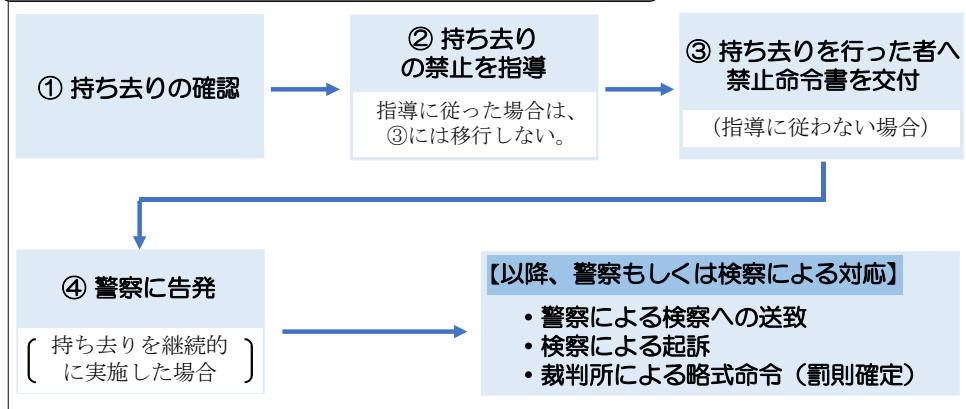 ① 持ち去りの確認
② 持ち去り
の禁止を指導
指導に従った場合は、
③には移行しない。
③ 持ち去りを行った者へ
禁止命令書を交付
（指導に従わない場合）
④ 警察に告発
持ち去りを継続的
に実施した場合
【以降、警察もしくは検察による対応】
・警察による検察への送致
・検察による起訴
・裁判所による略式命令（罰則確定）